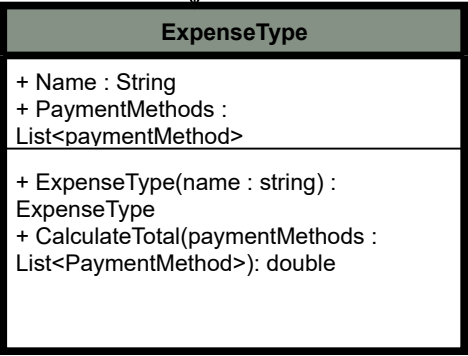 ExpenseType
+ Name : String
+ PaymentMethods :
List<paymentMethod>
+ ExpenseType(name : string) :
ExpenseType
+ CalculateTotal(paymentMethods :
List<PaymentMethod>): double